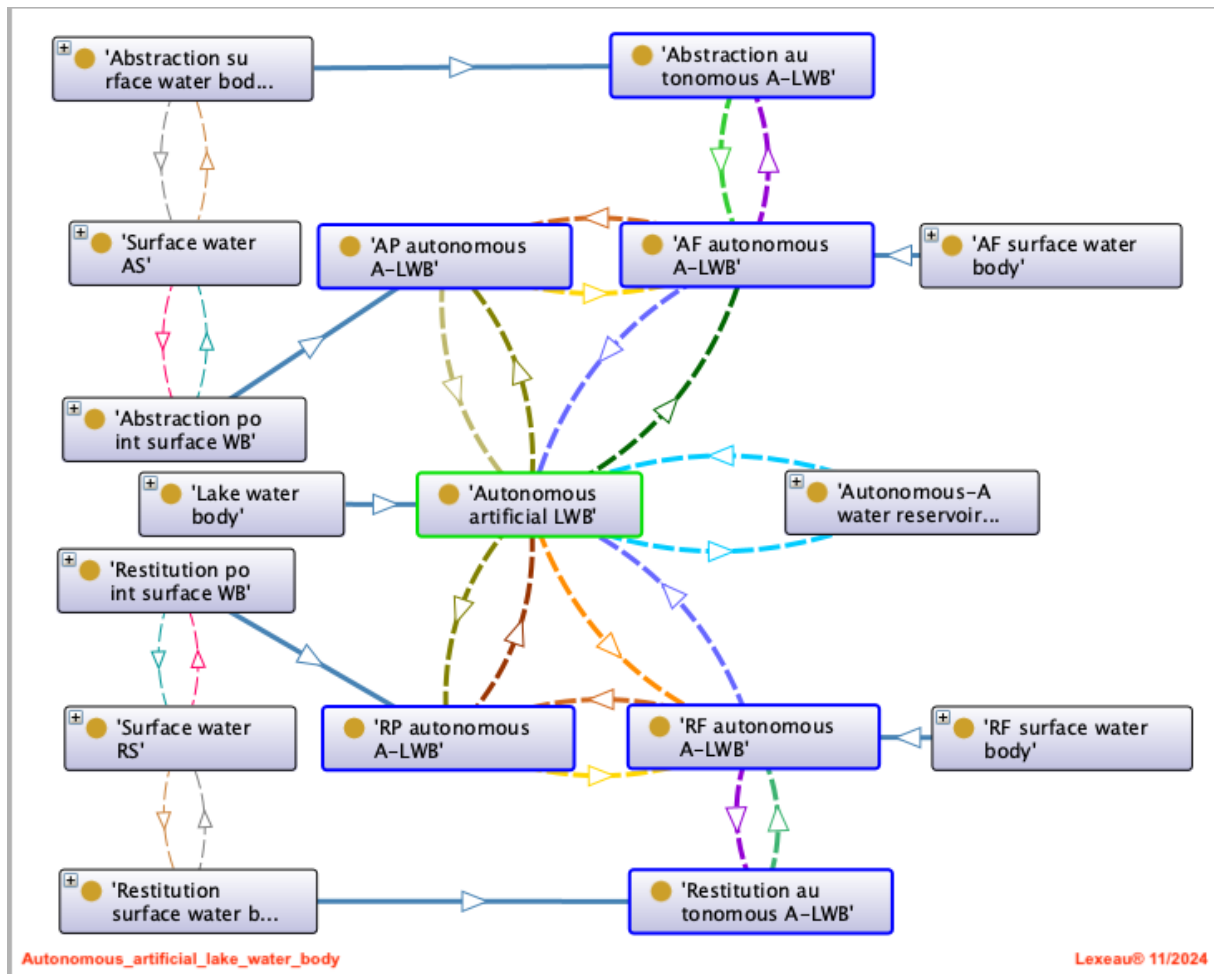 'Abstraction su
rface water bod...
'Abstraction au
tonomous A-LWB'
'Surface water
AS'
'AP autonomous
A-LWB'
'AF autonomous
A-LWB'
'AF surface water
body'
'Abstraction po
int surface WB'
'Lake water
body'
'Autonomous
artificial LWB'
'Autonomous-A
water reservoir...
'Restitution po
int surface WB'
'Surface water
RS'
'RP autonomous
A-LWB'
'RF autonomous
A-LWB'
'RF surface water
body'
'Restitution
surface water b...
'Restitution au
tonomous A-LWB'
Autonomous_artificial_lake_water_body
Lexeau® 11/2024